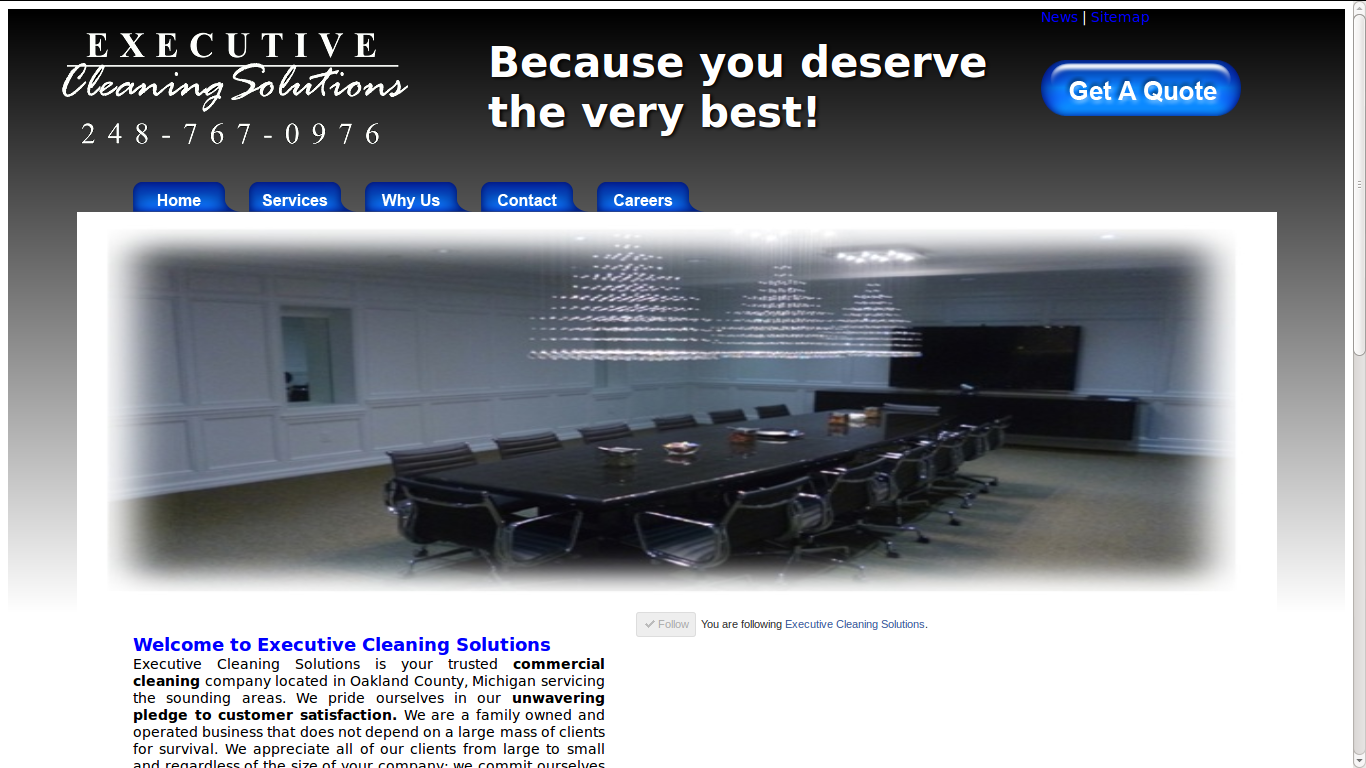 News | Sitemap
EXECUTIVE
Cleaning Solutions
248-767-0976
Because you deserve
the very best!
Get A Quote
Home
Services
Why Us
Contact
Careers
Follow
You are following Executive Cleaning Solutions.
Welcome to Executive Cleaning Solutions
Executive Cleaning Solutions is your trusted commercial
cleaning company located in Oakland County, Michigan servicing
the sounding areas. We pride ourselves in our unwavering
pledge to customer satisfaction. We are a family owned and
operated business that does not depend on a large mass of clients
for survival. We appreciate all of our clients from large to small
and regardless of the size of your company; we commit ourselves